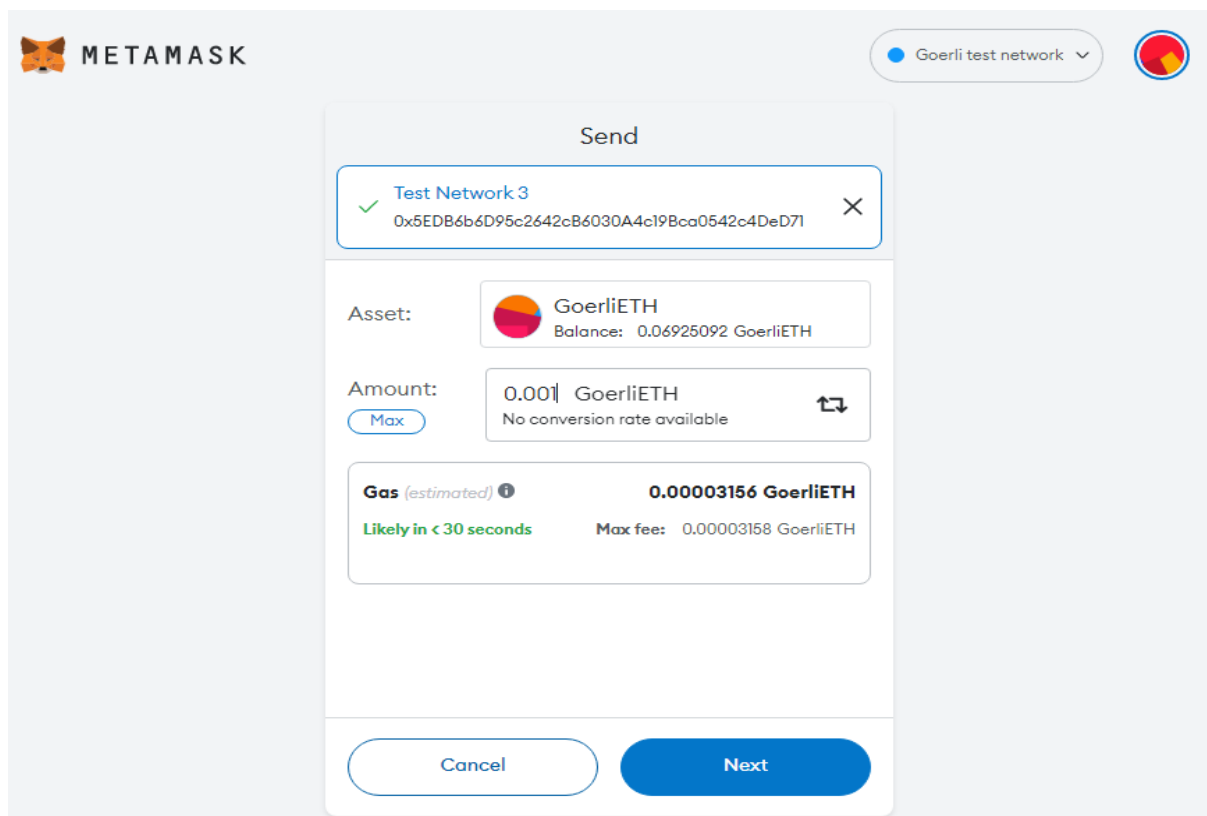 METAMASK
Goerli test network
Send
Test Network 3
0x5EDB6b6D95c2642cB6030A4c19Bca0542c4DeD71
Asset:
GoerliETH
Balance: 0.06925092 GoerliETH
Amount:
0.001 GoerliETH
Max
No conversion rate available
Gas (estimated) 0.00003156 GoerliETH
Likely in < 30 seconds Max fee: 0.00003158 GoerliETH
Cancel
Next